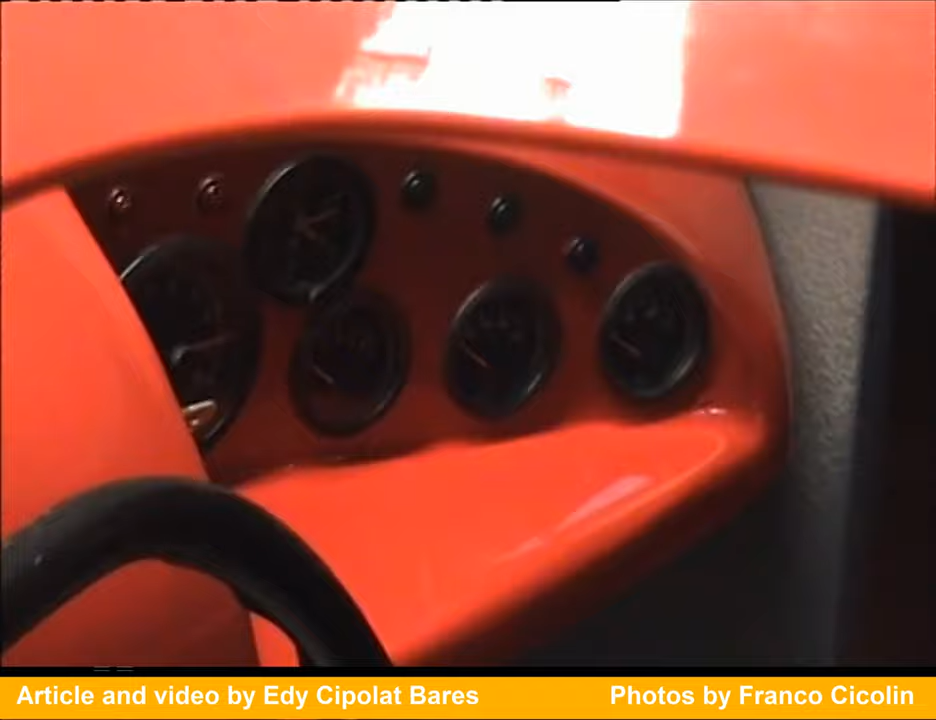 Article and video by Edy Cipolat Bares
Photos by Franco Cicolin